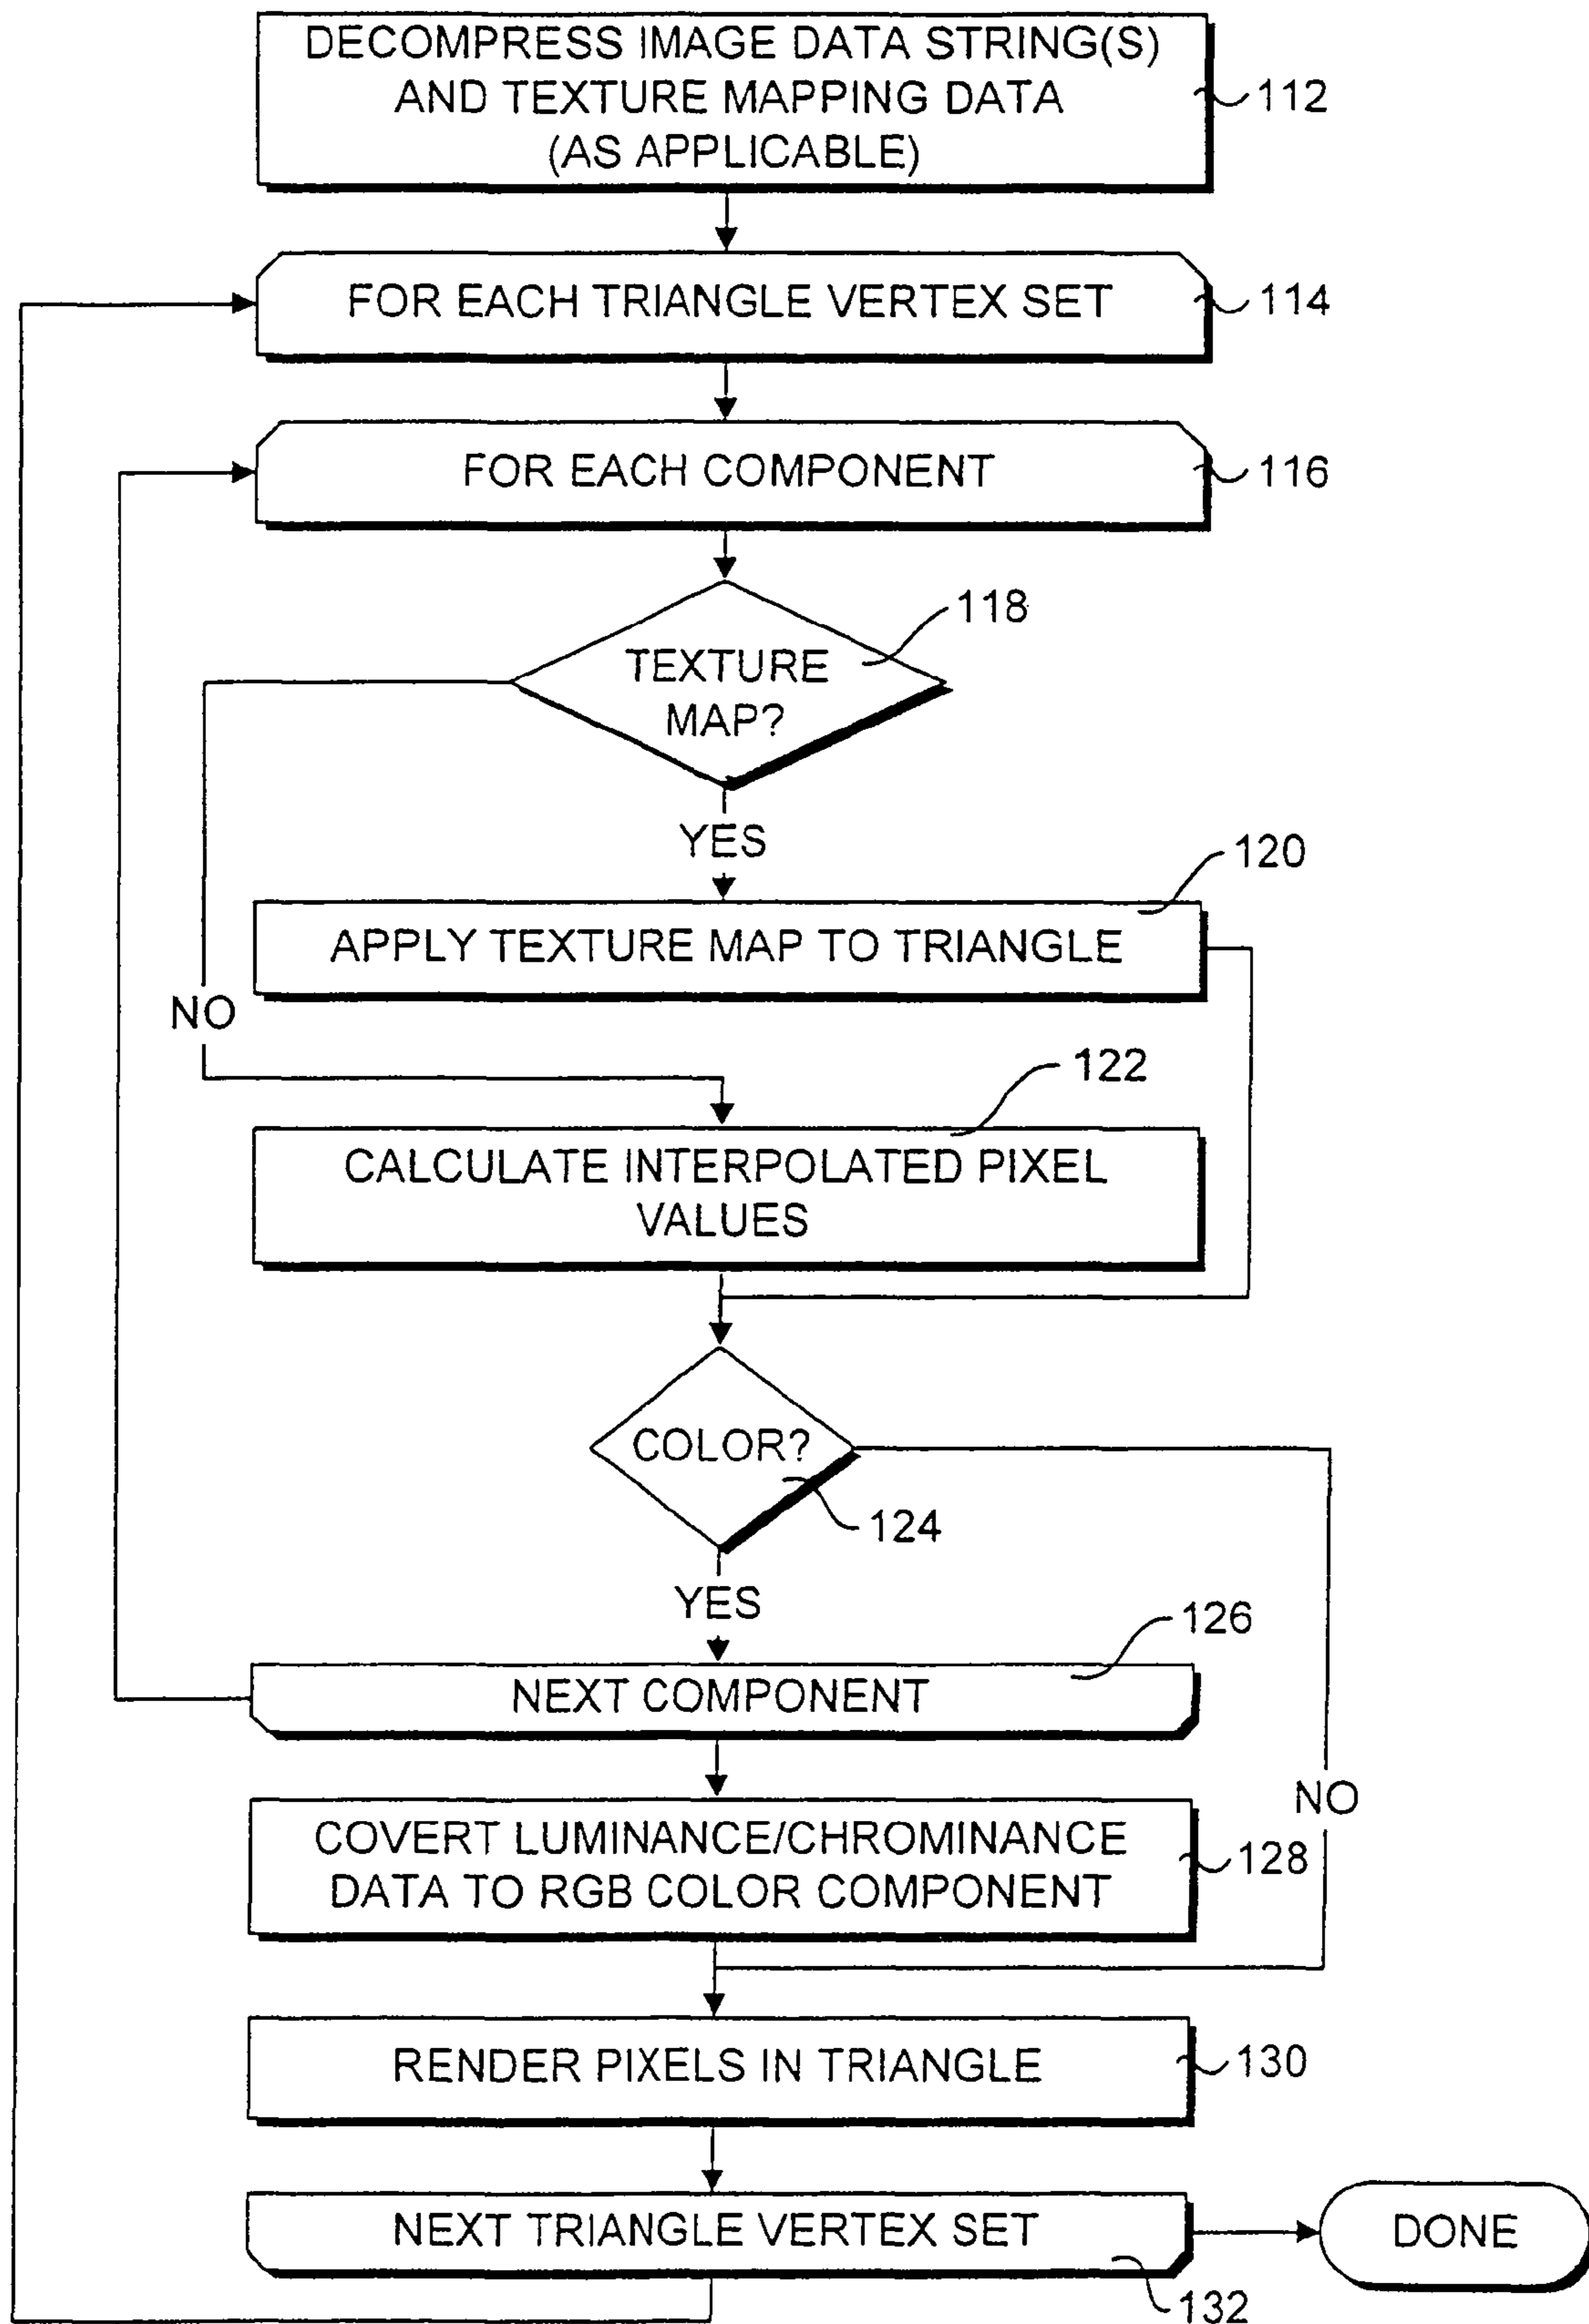 DECOMPRESS IMAGE DATA STRING(S)
AND TEXTURE MAPPING DATA
(AS APPLICABLE)
112
FOR EACH TRIANGLE VERTEX SET
114
FOR EACH COMPONENT
116
118
TEXTURE
MAP?
YES
120
APPLY TEXTURE MAP TO TRIANGLE
NO
122
CALCULATE INTERPOLATED PIXEL
VALUES
COLOR?
124
YES
126
NEXT COMPONENT
NO
COVERT LUMINANCE/CHROMINANCE
DATA TO RGB COLOR COMPONENT
128
RENDER PIXELS IN TRIANGLE
130
NEXT TRIANGLE VERTEX SET
DONE
132